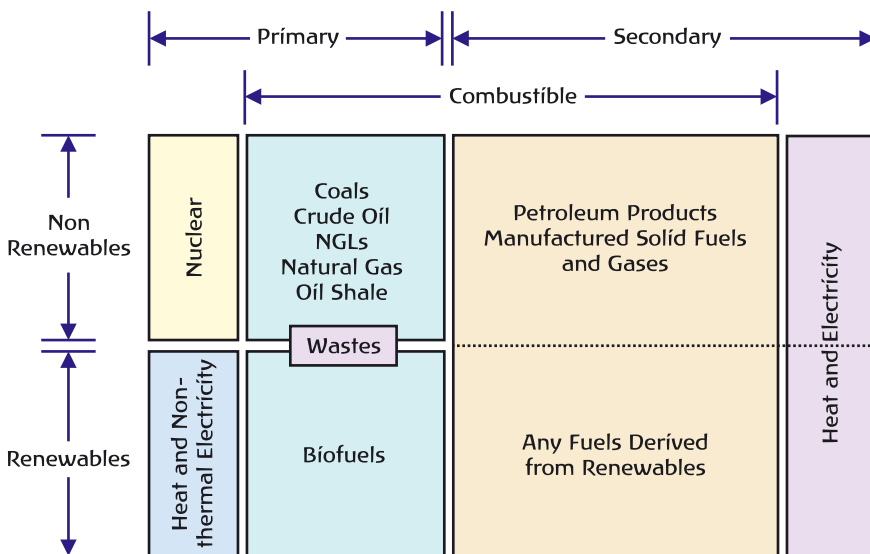 Primary
Secondary
Combustible
Non
Renewables
Nuclear
Coals
Crude Oil
NGLs
Natural Gas
Oil Shale
Petroleum Products
Manufactured Solid Fuels
and Gases
Heat and Electricity
Wastes
Renewables
Heat and Non-
thermal Electricity
Biofuels
Any Fuels Derived
from Renewables